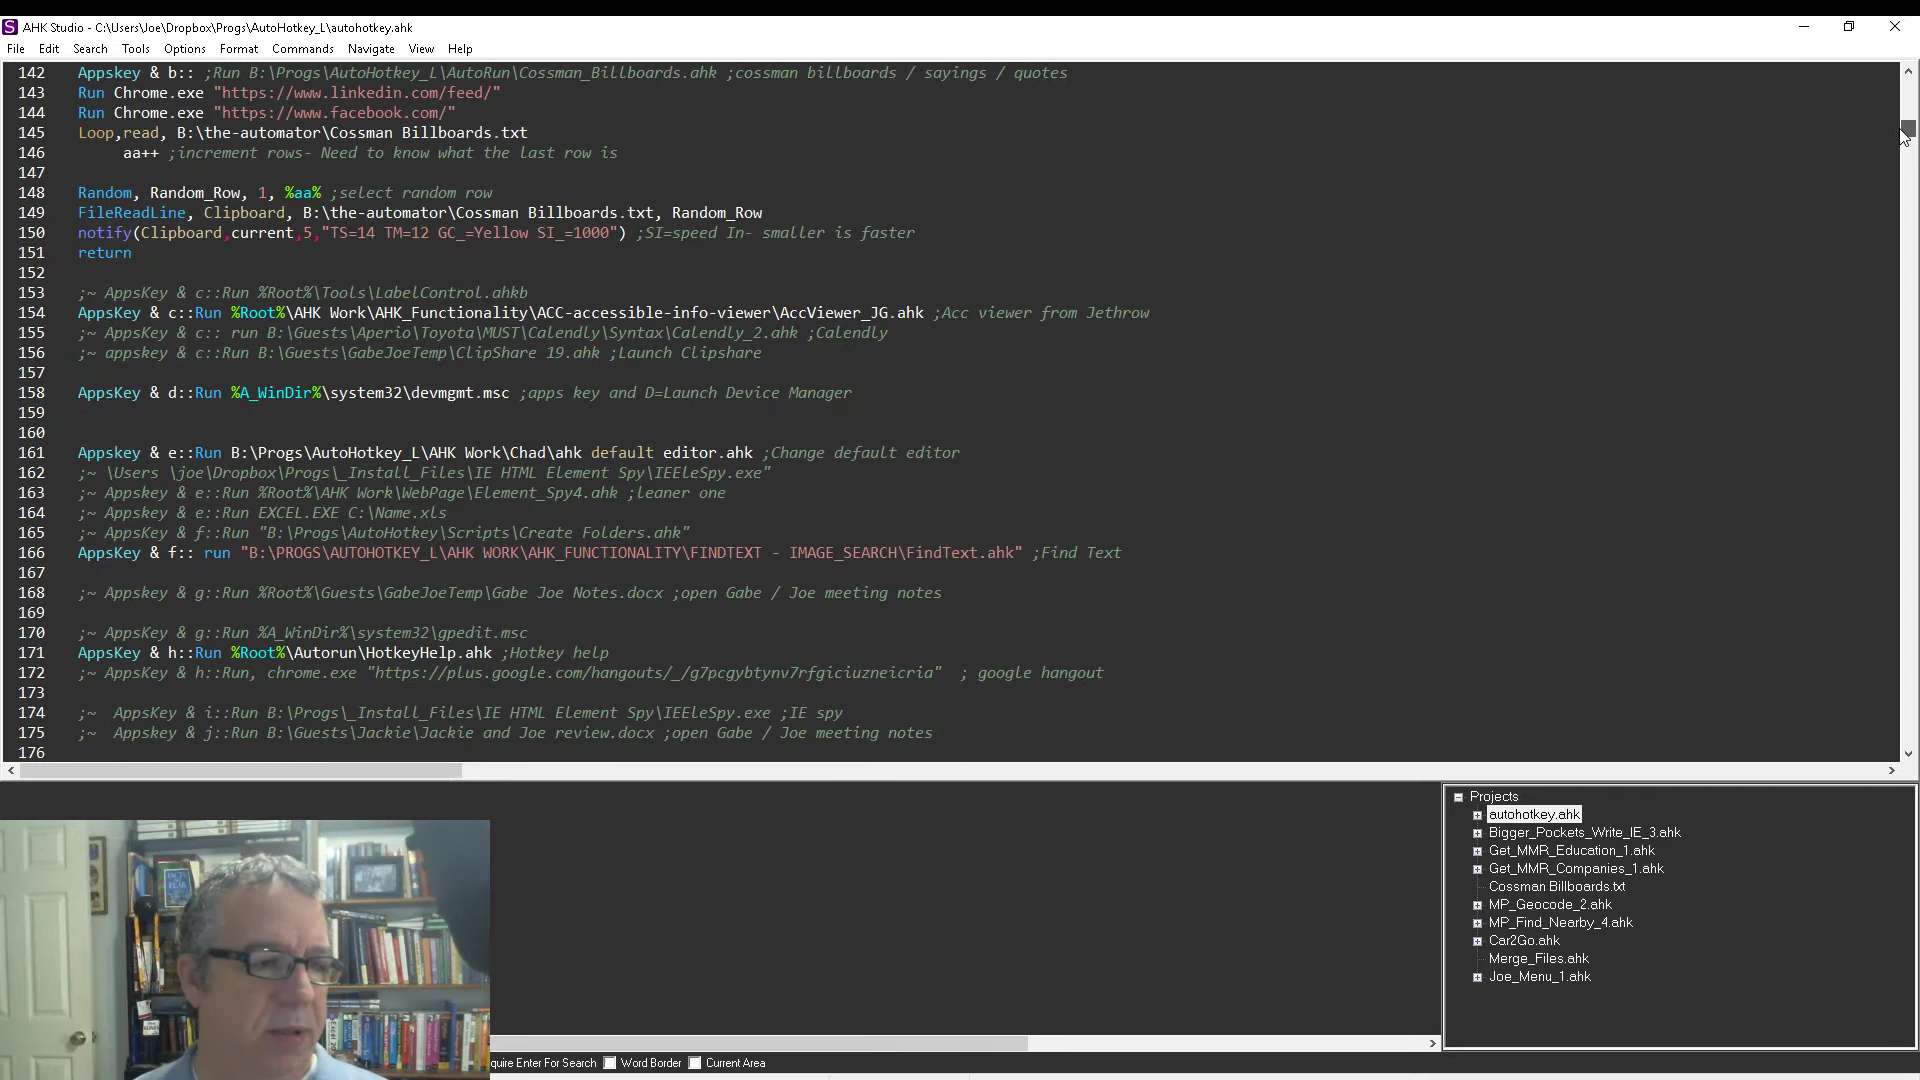 AHK Studio - C:\Users\Joe\Dropbox\Progs\AutoHotkey_L\autohotkey.ahk
File Edit Search Tools Options Format Commands Navigate View Help
142 Appskey & b:: ;Run B:\Progs\AutoHotkey_L\AutoRun\Cossman_Billboards.ahk ;cossman billboards / sayings / quotes
143 Run Chrome.exe "https://www.linkedin.com/feed/"
144 Run Chrome.exe "https://www.facebook.com/"
145 Loop,read, B:\the-automator\Cossman Billboards.txt
146 aa++ ;increment rows- Need to know what the last row is
147
148 Random, Random_Row, 1, %aa% ;select random row
149 FileReadLine, Clipboard, B:\the-automator\Cossman Billboards.txt, Random_Row
150 notify(Clipboard,current,5,"TS=14 TM=12 GC_=Yellow SI_=1000") ;SI=speed In- smaller is faster
151 return
152
153 ;~ AppsKey & c::Run %Root%\Tools\LabelControl.ahkb
154 AppsKey & c::Run %Root%\AHK Work\AHK_Functionality\ACC-accessible-info-viewer\AccViewer_JG.ahk ;Acc viewer from Jethrow
155 ;~ AppsKey & c:: run B:\Guests\Aperio\Toyota\MUST\Calendly\Syntax\Calendly_2.ahk ;Calendly
156 ;~ appskey & c::Run B:\Guests\GabeJoeTemp\ClipShare 19.ahk ;Launch Clipshare
157
158 AppsKey & d::Run %A_WinDir%\system32\devmgmt.msc ;apps key and D=Launch Device Manager
159
160
161 Appskey & e::Run B:\Progs\AutoHotkey_L\AHK Work\Chad\ahk default editor.ahk ;Change default editor
162 ;~ \Users \joe\Dropbox\Progs\_Install_Files\IE HTML Element Spy\IEEleSpy.exe"
163 ;~ Appskey & e::Run %Root%\AHK Work\WebPage\Element_Spy4.ahk ;leaner one
164 ;~ Appskey & e::Run EXCEL.EXE C:\Name.xls
165 ;~ AppsKey & f::Run "B:\Progs\AutoHotkey\Scripts\Create Folders.ahk"
166 AppsKey & f:: run "B:\PROGS\AUTOHOTKEY_L\AHK WORK\AHK_FUNCTIONALITY\FINDTEXT - IMAGE_SEARCH\FindText.ahk" ;Find Text
167
168 ;~ Appskey & g::Run %Root%\Guests\GabeJoeTemp\Gabe Joe Notes.docx ;open Gabe / Joe meeting notes
169
170 ;~ AppsKey & g::Run %A_WinDir%\system32\gpedit.msc
171 AppsKey & h::Run %Root%\Autorun\HotkeyHelp.ahk ;Hotkey help
172 ;~ AppsKey & h::Run, chrome.exe "https://plus.google.com/hangouts/_/g7pcgybtynv7rfgiciuzneicria" ; google hangout
173
174 ;~ AppsKey & i::Run B:\Progs\_Install_Files\IE HTML Element Spy\IEEleSpy.exe ;IE spy
175 ;~ Appskey & j::Run B:\Guests\Jackie\Jackie and Joe review.docx ;open Gabe / Joe meeting notes
176
Projects
autohotkey.ahk
Bigger_Pockets_Write_IE_3.ahk
Get_MMR_Education_1.ahk
Get_MMR_Companies_1.ahk
Cossman Billboards.txt
MP_Geocode_2.ahk
MP_Find_Nearby_4.ahk
Car2Go.ahk
Merge_Files.ahk
Joe_Menu_1.ahk
quire Enter For Search Word Border Current Area